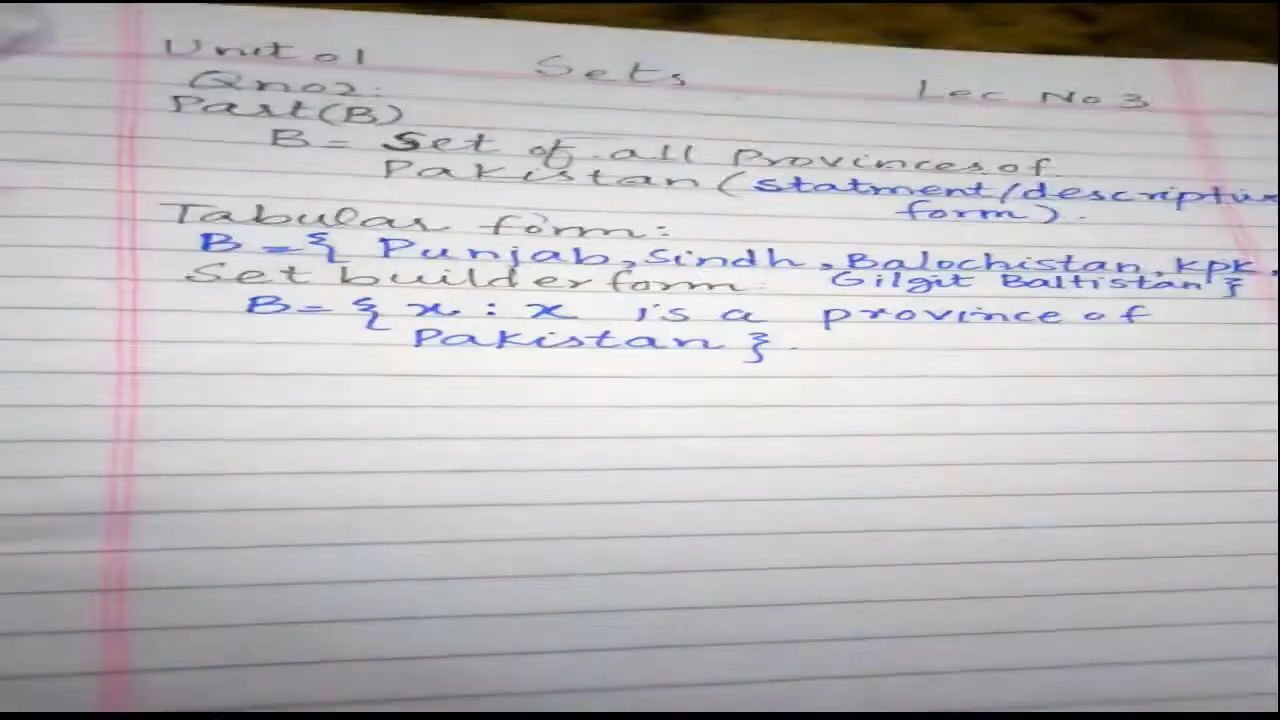 Unit 01 Sets Lec No 3
Qno2:
Part(B)
B = Set of all Provinces of
Pakistan (statment/descriptive
form).
Tabular form:
B = { Punjab, Sindh, Balochistan, KPK,
Gilgit Baltistan }
Set builder form
B = { x : x is a province of
Pakistan }.